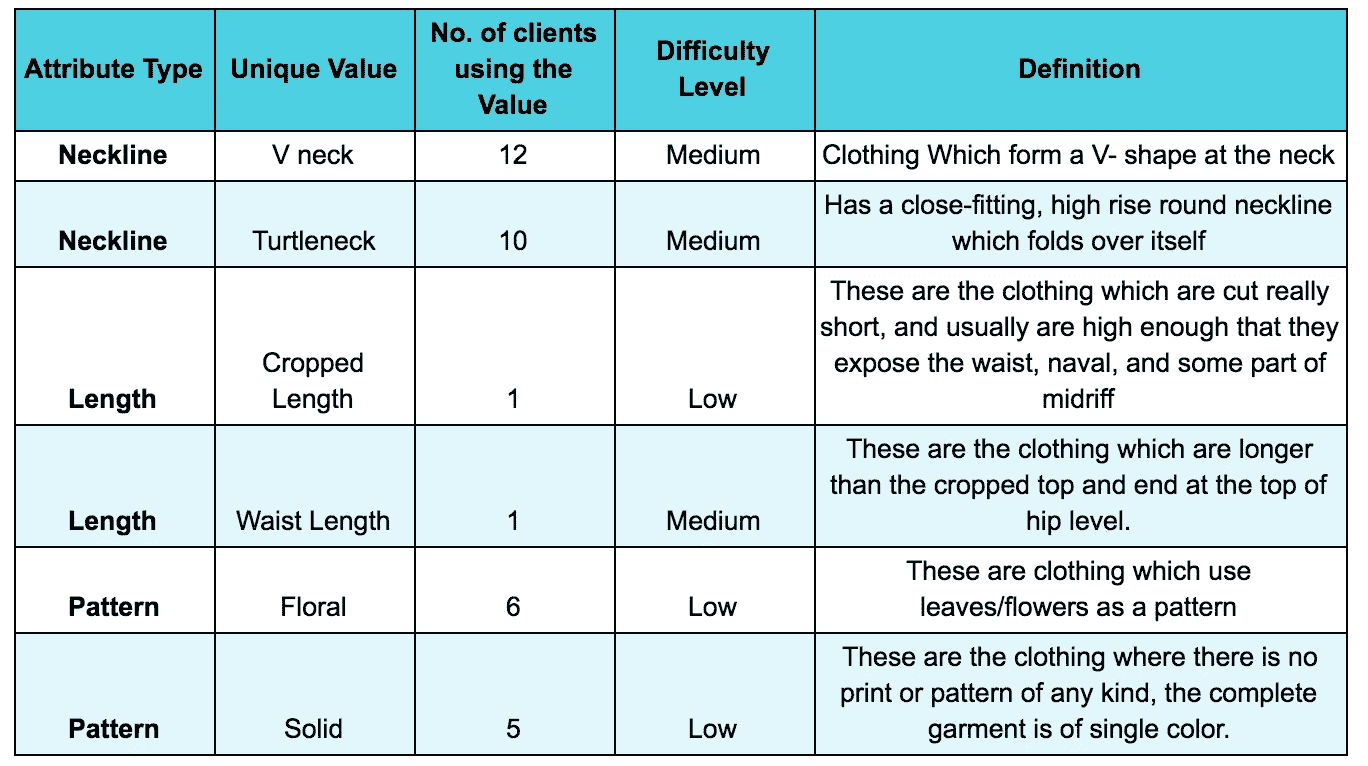 Attribute Type Unique Value No. of clients using the Value Difficulty Level Definition
Neckline V neck 12 Medium Clothing Which form a V- shape at the neck
Neckline Turtleneck 10 Medium Has a close-fitting, high rise round neckline
which folds over itself
Length Cropped Length 1 Low These are the clothing which are cut really
short, and usually are high enough that they
expose the waist, naval, and some part of
midriff
Length Waist Length 1 Medium These are the clothing which are longer
than the cropped top and end at the top of
hip level.
Pattern Floral 6 Low These are clothing which use
leaves/flowers as a pattern
Pattern Solid 5 Low These are the clothing where there is no
print or pattern of any kind, the complete
garment is of single color.